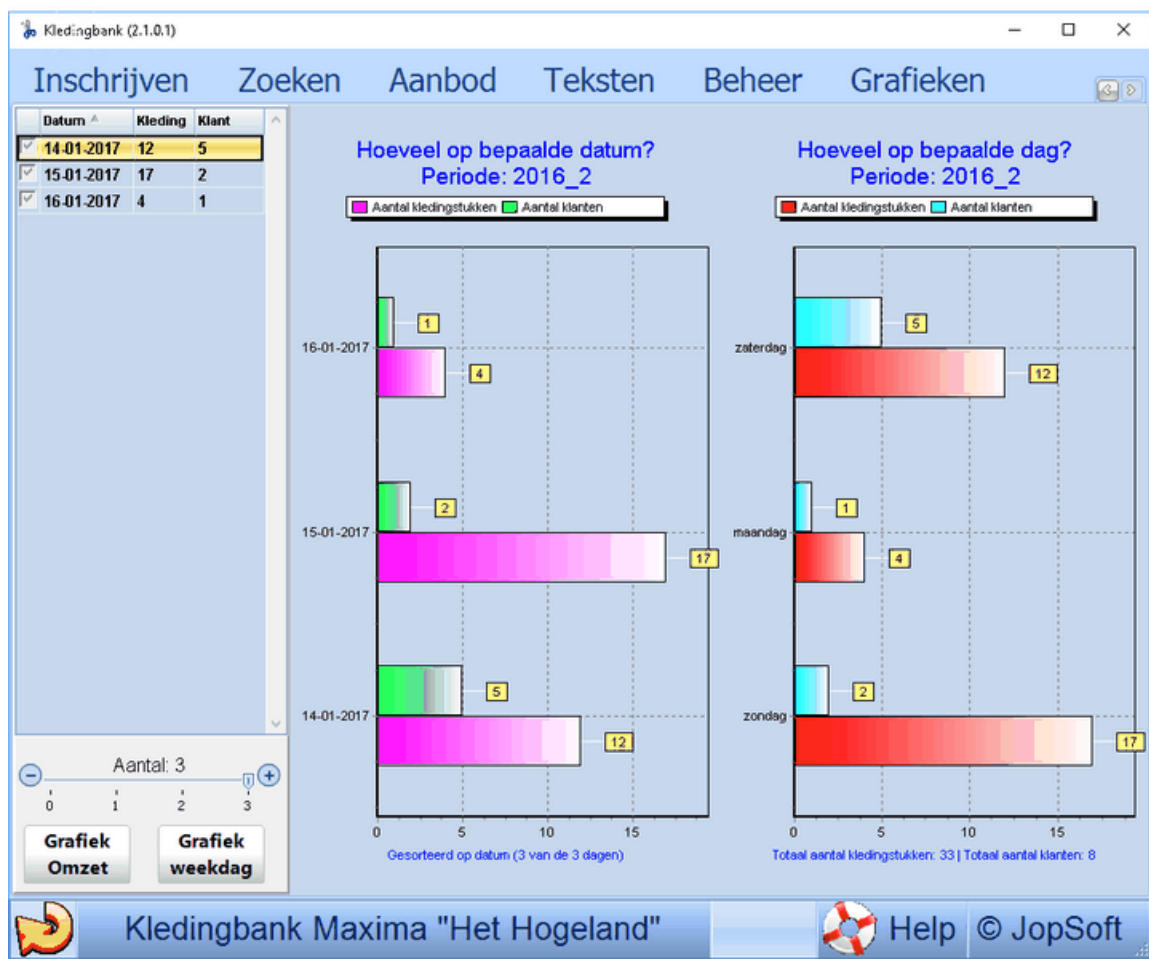 Kledingbank (2.1.0.1)
Inschrijven Zoeken Aanbod Teksten Beheer Grafieken
Datum Kleding Klant
14-01-2017 12 5
15-01-2017 17 2
16-01-2017 4 1
Aantal: 3
0 1 2 3
Grafiek Omzet
Grafiek weekdag
Hoeveel op bepaalde datum?
Periode: 2016_2
Aantal kledingstukken Aantal klanten
16-01-2017
1
4
15-01-2017
2
17
14-01-2017
5
12
0 5 10 15
Gesorteerd op datum (3 van de 3 dagen)
Hoeveel op bepaalde dag?
Periode: 2016_2
Aantal kledingstukken Aantal klanten
zaterdag
5
12
maandag
1
4
zondag
2
17
0 5 10 15
Totaal aantal kledingstukken: 33 | Totaal aantal klanten: 8
Kledingbank Maxima "Het Hogeland"
Help
© JopSoft